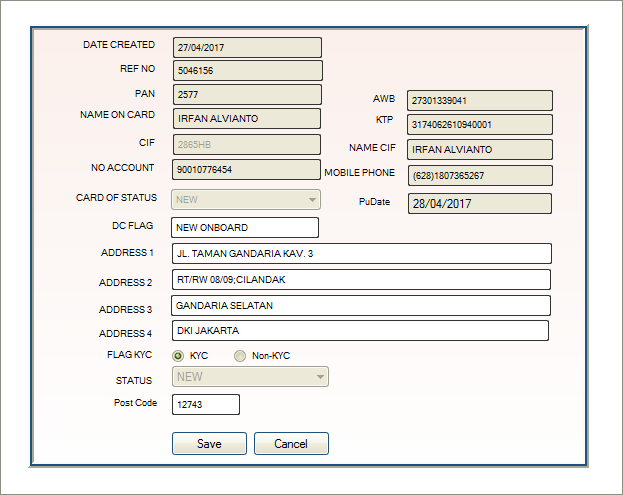 DATE CREATED 27/04/2017
REF NO 5046156
PAN 2577 AWB 27301339041
NAME ON CARD IRFAN ALVIANTO KTP 3174062610940001
CIF 2865HB NAME CIF IRFAN ALVIANTO
NO ACCOUNT 90010776454 MOBILE PHONE (628)1807365267
CARD OF STATUS NEW PuDate 28/04/2017
DC FLAG NEW ONBOARD
ADDRESS 1 JL. TAMAN GANDARIA KAV. 3
ADDRESS 2 RT/RW 08/09;CILANDAK
ADDRESS 3 GANDARIA SELATAN
ADDRESS 4 DKI JAKARTA
FLAG KYC KYC Non-KYC
STATUS NEW
Post Code 12743
Save Cancel